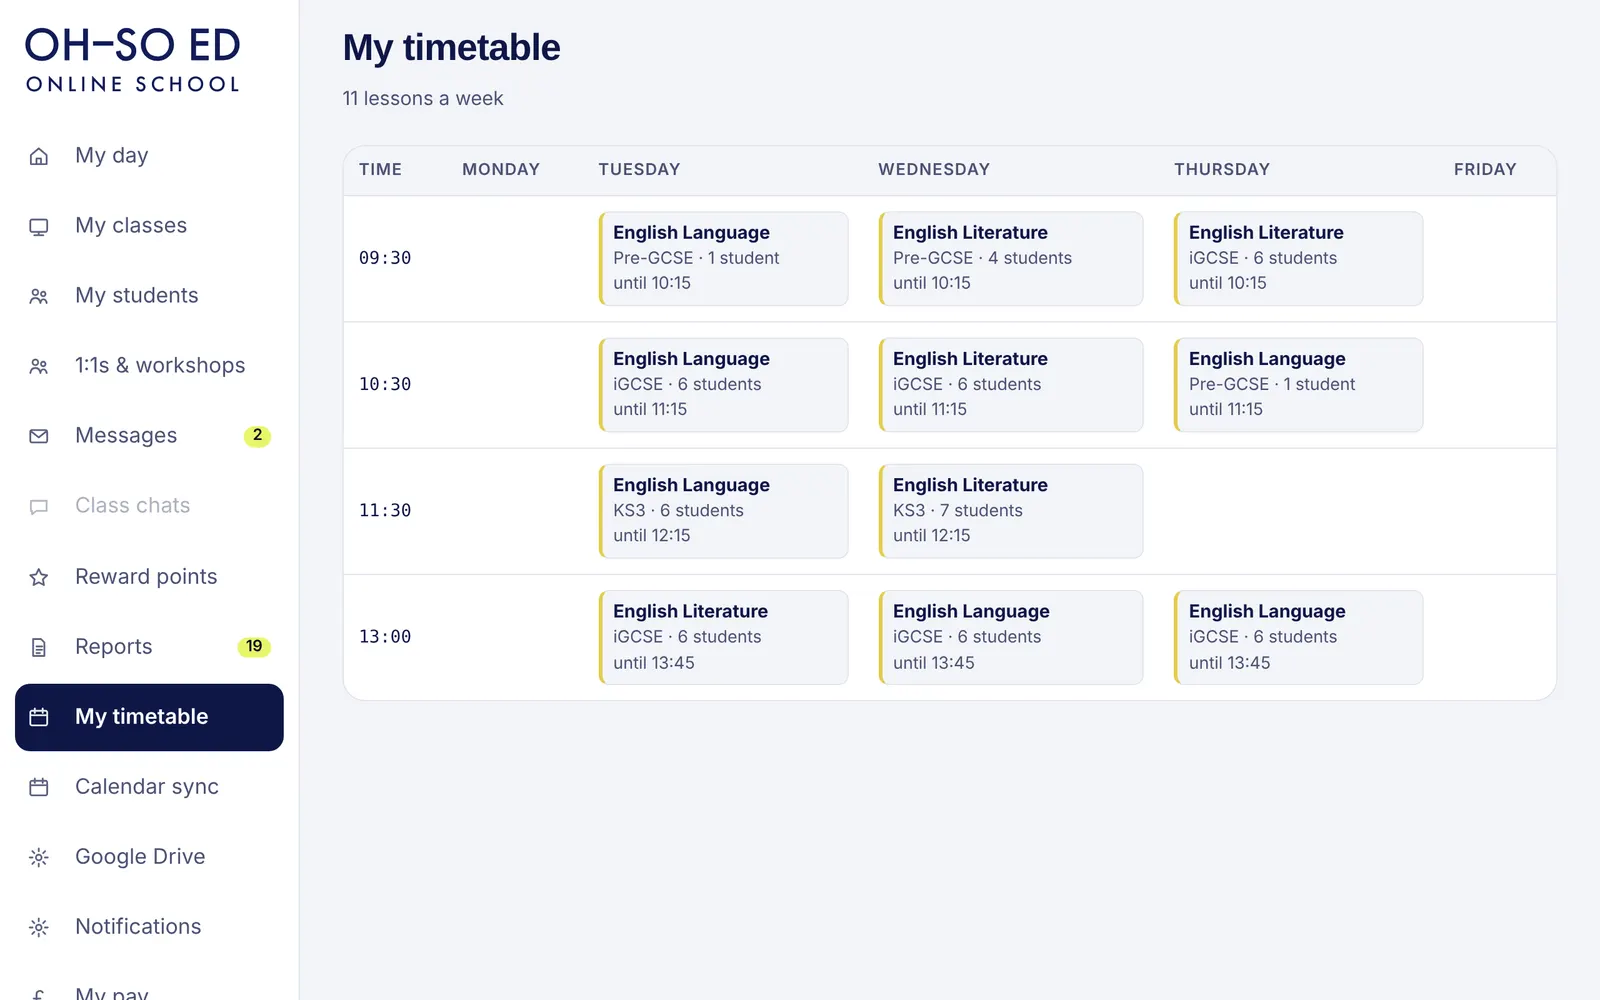 OH–SO ED
ONLINE SCHOOL
My day
My classes
My students
1:1s & workshops
Messages 2
Class chats
Reward points
Reports 19
My timetable
Calendar sync
Google Drive
Notifications
My pay
My timetable
11 lessons a week
TIME MONDAY TUESDAY WEDNESDAY THURSDAY FRIDAY
09:30
English Language
Pre-GCSE · 1 student
until 10:15
English Literature
Pre-GCSE · 4 students
until 10:15
English Literature
iGCSE · 6 students
until 10:15
10:30
English Language
iGCSE · 6 students
until 11:15
English Literature
iGCSE · 6 students
until 11:15
English Language
Pre-GCSE · 1 student
until 11:15
11:30
English Language
KS3 · 6 students
until 12:15
English Literature
KS3 · 7 students
until 12:15
13:00
English Literature
iGCSE · 6 students
until 13:45
English Language
iGCSE · 6 students
until 13:45
English Language
iGCSE · 6 students
until 13:45